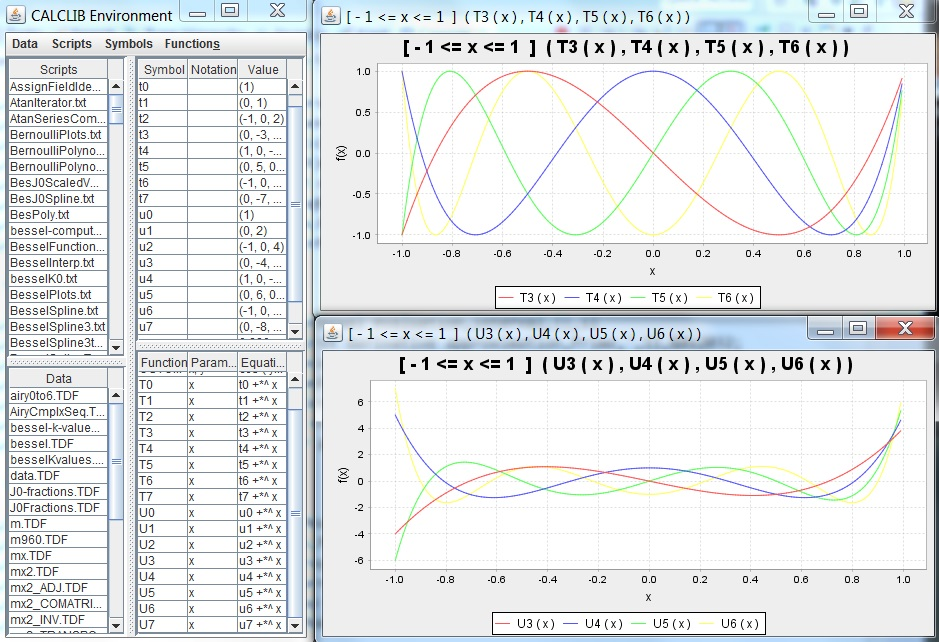 CALCLIB Environment
Data Scripts Symbols Functions
Scripts
AssignFieldIde...
AtanIterator.txt
AtanSeriesCom...
BernoulliPlots.txt
BernoulliPolyno...
BernoulliPolyno...
BesJ0ScaledV...
BesJ0Spline.txt
BesPoly.txt
bessel-comput...
BesselFunction...
BesselInterp.txt
besselK0.txt
BesselPlots.txt
BesselSpline.txt
BesselSpline3.txt
BesselSpline3t...
Symbol Notation Value
t0 (1)
t1 (0, 1)
t2 (-1, 0, 2)
t3 (0, -3, ...
t4 (1, 0, -...
t5 (0, 5, 0...
t6 (-1, 0, ...
t7 (0, -7, ...
u0 (1)
u1 (0, 2)
u2 (-1, 0, 4)
u3 (0, -4, ...
u4 (1, 0, -...
u5 (0, 6, 0...
u6 (-1, 0, ...
u7 (0, -8, ...
Data
airy0to6.TDF
AiryCmplxSeq.T...
bessel-k-value...
bessel.TDF
besselKvalues....
data.TDF
J0-fractions.TDF
J0Fractions.TDF
m.TDF
m960.TDF
mx.TDF
mx2.TDF
mx2_ADJ.TDF
mx2_COMATRI...
mx2_INV.TDF
Function Param... Equati...
T0 x t0 +*^ x
T1 x t1 +*^ x
T2 x t2 +*^ x
T3 x t3 +*^ x
T4 x t4 +*^ x
T5 x t5 +*^ x
T6 x t6 +*^ x
T7 x t7 +*^ x
U0 x u0 +*^ x
U1 x u1 +*^ x
U2 x u2 +*^ x
U3 x u3 +*^ x
U4 x u4 +*^ x
U5 x u5 +*^ x
U6 x u6 +*^ x
U7 x u7 +*^ x
[ - 1 <= x <= 1 ] ( T3 ( x ) , T4 ( x ) , T5 ( x ) , T6 ( x ) )
[ - 1 <= x <= 1 ] ( T3 ( x ) , T4 ( x ) , T5 ( x ) , T6 ( x ) )
1.0
0.5
0.0
-0.5
-1.0
f(x)
-1.0 -0.8 -0.6 -0.4 -0.2 0.0 0.2 0.4 0.6 0.8 1.0
x
T3 ( x ) T4 ( x ) T5 ( x ) T6 ( x )
[ - 1 <= x <= 1 ] ( U3 ( x ) , U4 ( x ) , U5 ( x ) , U6 ( x ) )
[ - 1 <= x <= 1 ] ( U3 ( x ) , U4 ( x ) , U5 ( x ) , U6 ( x ) )
6
4
2
0
-2
-4
-6
f(x)
-1.0 -0.8 -0.6 -0.4 -0.2 0.0 0.2 0.4 0.6 0.8 1.0
x
U3 ( x ) U4 ( x ) U5 ( x ) U6 ( x )